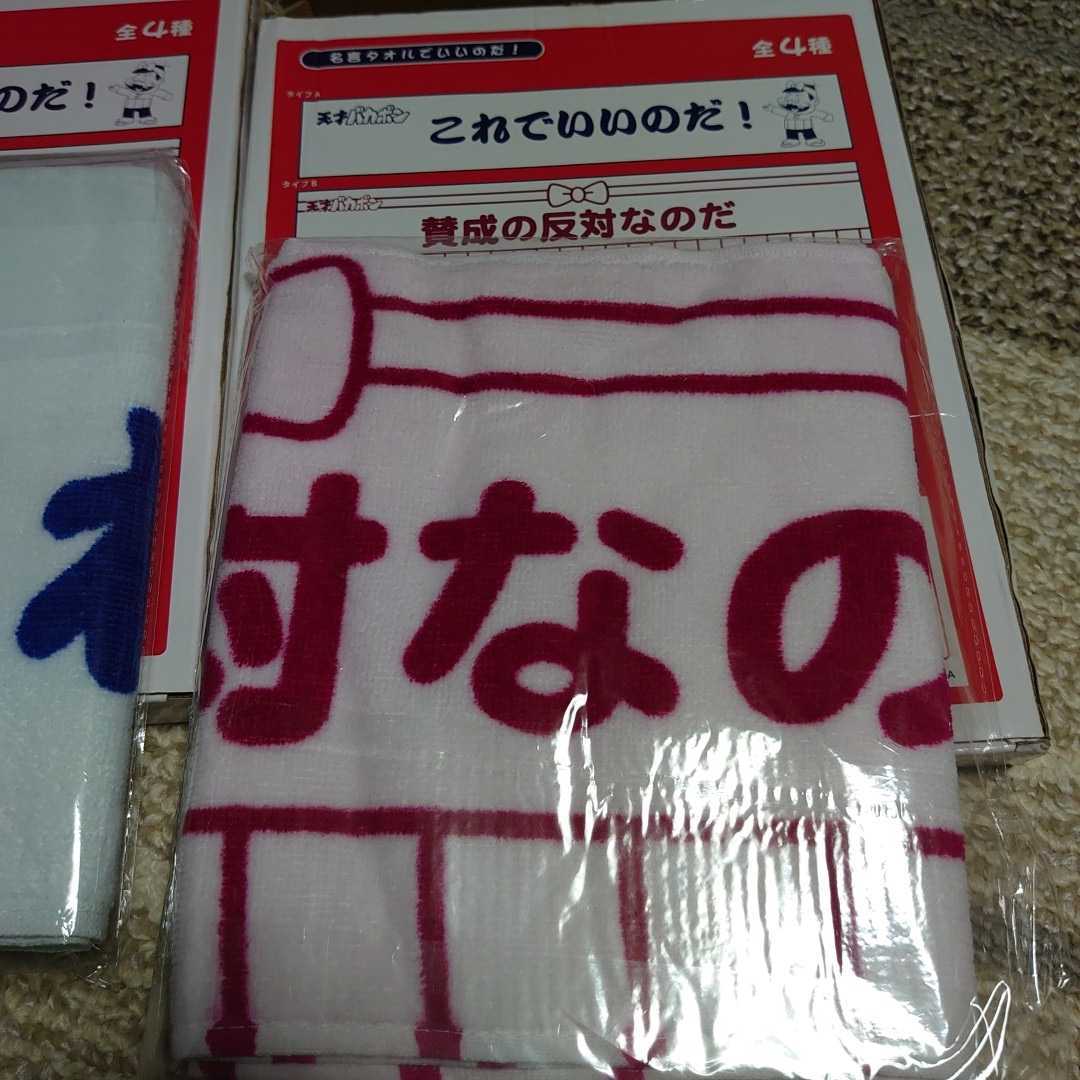 全4種
のだ！
れ
名言タオルでいいのだ！
全4種
タイプA
天才バカボン
これでいいのだ！
タイプB
天才バカボン
賛成の反対なのだ
対なの